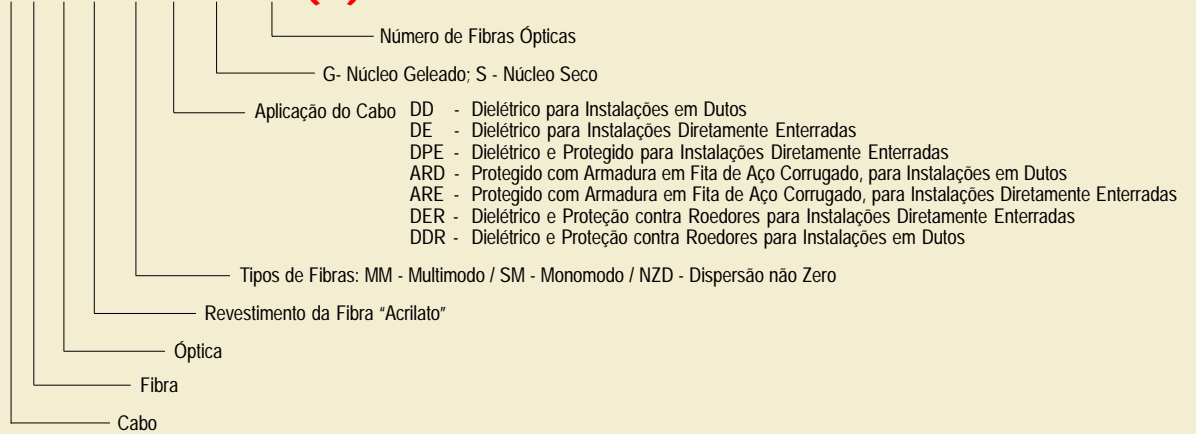 Número de Fibras Ópticas
G- Núcleo Geleado; S - Núcleo Seco
Aplicação do Cabo DD - Dielétrico para Instalações em Dutos
DE - Dielétrico para Instalações Diretamente Enterradas
DPE - Dielétrico e Protegido para Instalações Diretamente Enterradas
ARD - Protegido com Armadura em Fita de Aço Corrugado, para Instalações em Dutos
ARE - Protegido com Armadura em Fita de Aço Corrugado, para Instalações Diretamente Enterradas
DER - Dielétrico e Proteção contra Roedores para Instalações Diretamente Enterradas
DDR - Dielétrico e Proteção contra Roedores para Instalações em Dutos
Tipos de Fibras: MM - Multimodo / SM - Monomodo / NZD - Dispersão não Zero
Revestimento da Fibra “Acrilato”
Óptica
Fibra
Cabo